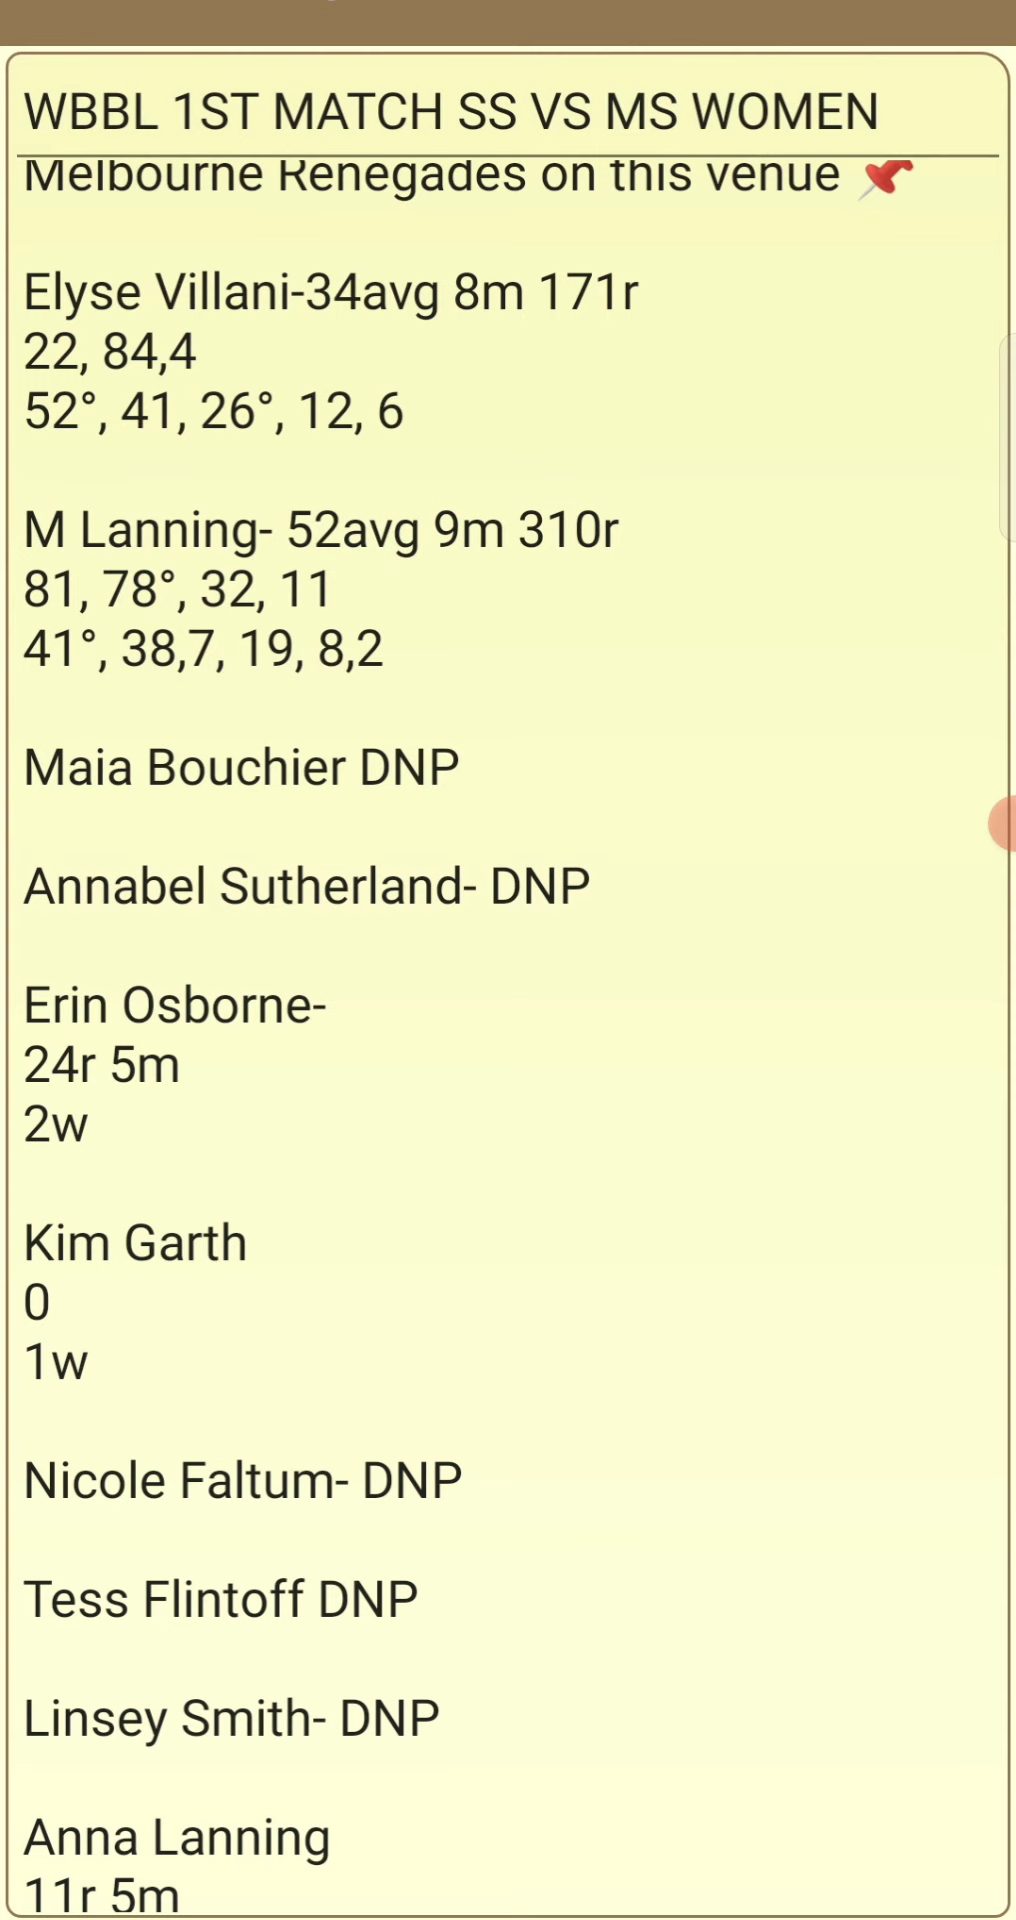 WBBL 1ST MATCH SS VS MS WOMEN
Melbourne Renegades on this venue 📌
Elyse Villani-34avg 8m 171r
22, 84,4
52°, 41, 26°, 12, 6
M Lanning- 52avg 9m 310r
81, 78°, 32, 11
41°, 38,7, 19, 8,2
Maia Bouchier DNP
Annabel Sutherland- DNP
Erin Osborne-
24r 5m
2w
Kim Garth
0
1w
Nicole Faltum- DNP
Tess Flintoff DNP
Linsey Smith- DNP
Anna Lanning
11r 5m